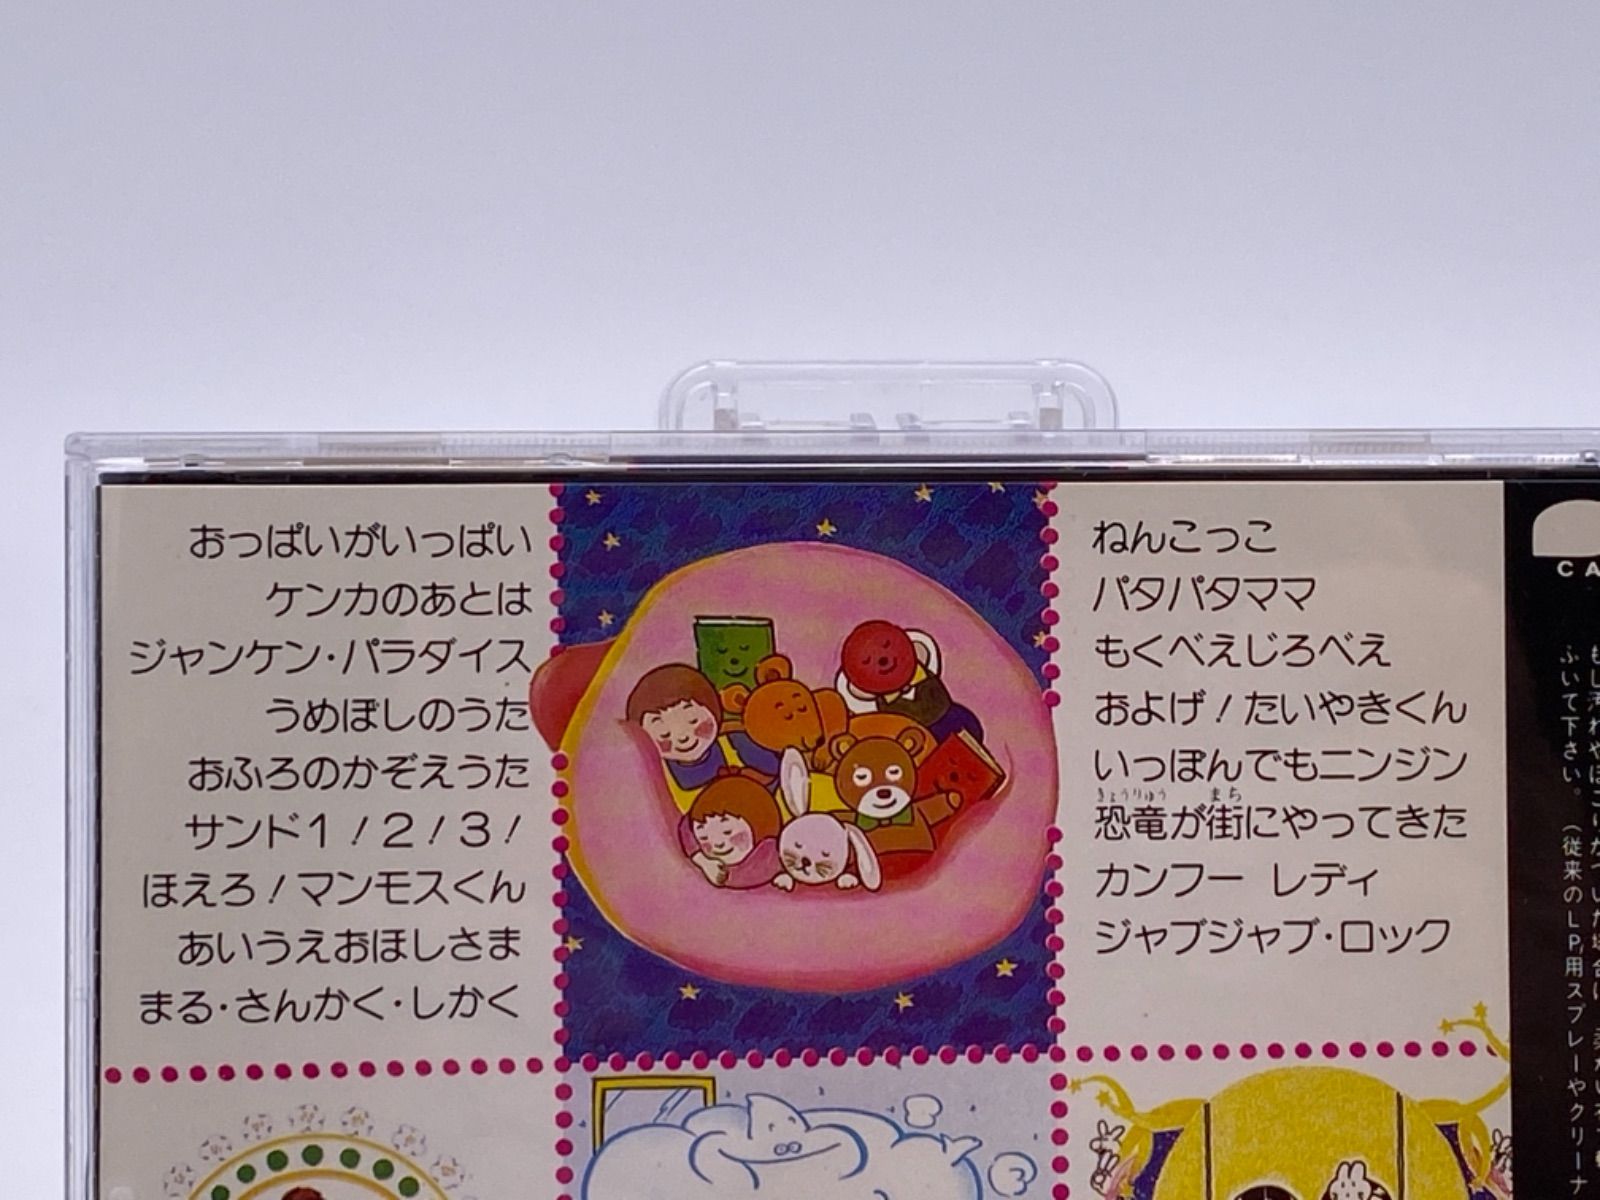 おっぱいがいっぱい
ケンカのあとは
ジャンケン・パラダイス
うめぼしのうた
おふろのかぞえうた
サンド1!2!3!
ほえろ!マンモスくん
あいうえおほしさま
まる・さんかく・しかく
ねんこっこ
パタパタママ
もくべえじろべえ
およげ!たいやきくん
いっぽんでもニンジン
きょうりゅう まち
恐竜が街にやってきた
カンフー レディ
ジャブジャブ・ロック
CA
ふいて下さい。(従来のLP用スプレーやクリーナ